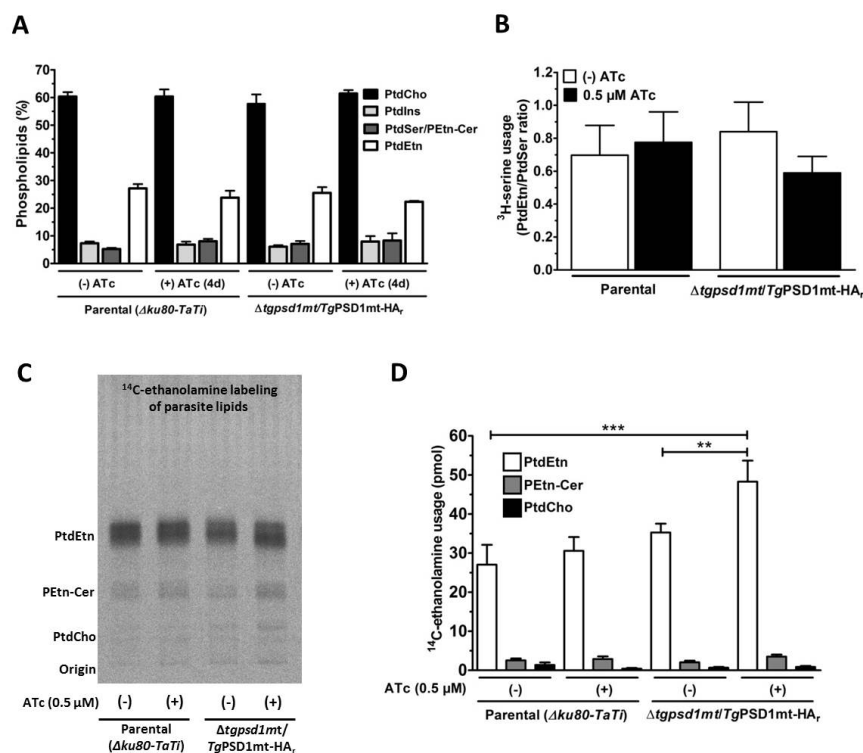 A
Phospholipids (%)
70
60
50
40
30
20
10
0
PtdCho
PtdIns
PtdSer/PEtn-Cer
PtdEtn
(-) ATc
(+) ATc (4d)
(-) ATc
(+) ATc (4d)
Parental (Δku80-TaTi)
Δtgpsd1mt/TgPSD1mt-HAr
B
³H-serine usage
(PtdEtn/PtdSer ratio)
1.2
1.0
0.8
0.6
0.4
0.2
0.0
(-) ATc
0.5 µM ATc
Parental
Δtgpsd1mt/TgPSD1mt-HAr
C
¹⁴C-ethanolamine labeling
of parasite lipids
PtdEtn
PEtn-Cer
PtdCho
Origin
ATc (0.5 µM)
(-)
(+)
(-)
(+)
Parental
(Δku80-TaTi)
Δtgpsd1mt/
TgPSD1mt-HAr
D
¹⁴C-ethanolamine usage (pmol)
60
50
40
30
20
10
0
***
**
PtdEtn
PEtn-Cer
PtdCho
ATc (0.5 µM)
(-)
(+)
(-)
(+)
Parental (Δku80-TaTi)
Δtgpsd1mt/TgPSD1mt-HAr